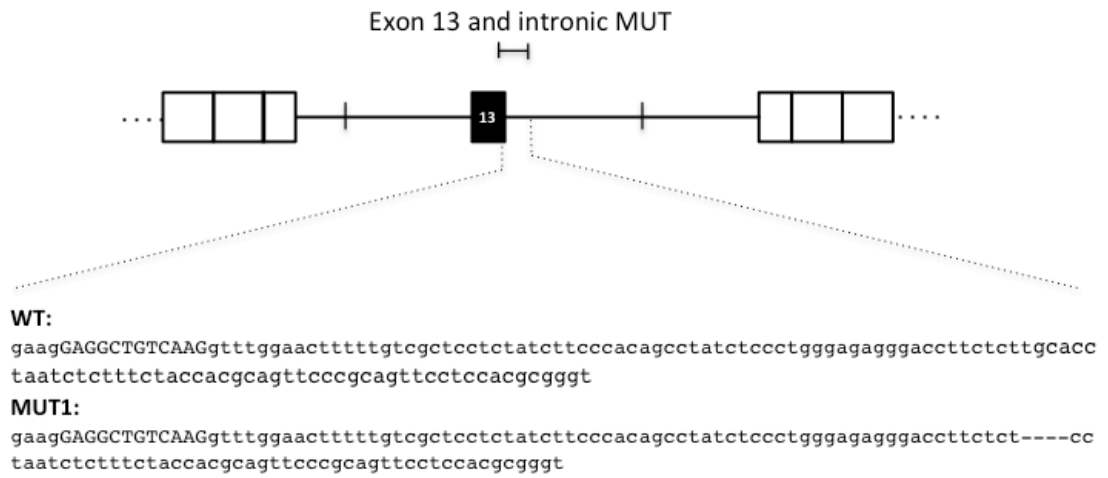 Exon 13 and intronic MUT
13
WT:
gaagGAGGCTGTCAAGgtttggaactttttgtcgctcctctatcttcccacagcctatctccctgggagagggaccttctcttgcacc
taatctctttctaccacgcagttcccgcagttcctccacgcgggt
MUT1:
gaagGAGGCTGTCAAGgtttggaactttttgtcgctcctctatcttcccacagcctatctccctgggagagggaccttctct----cc
taatctctttctaccacgcagttcccgcagttcctccacgcgggt